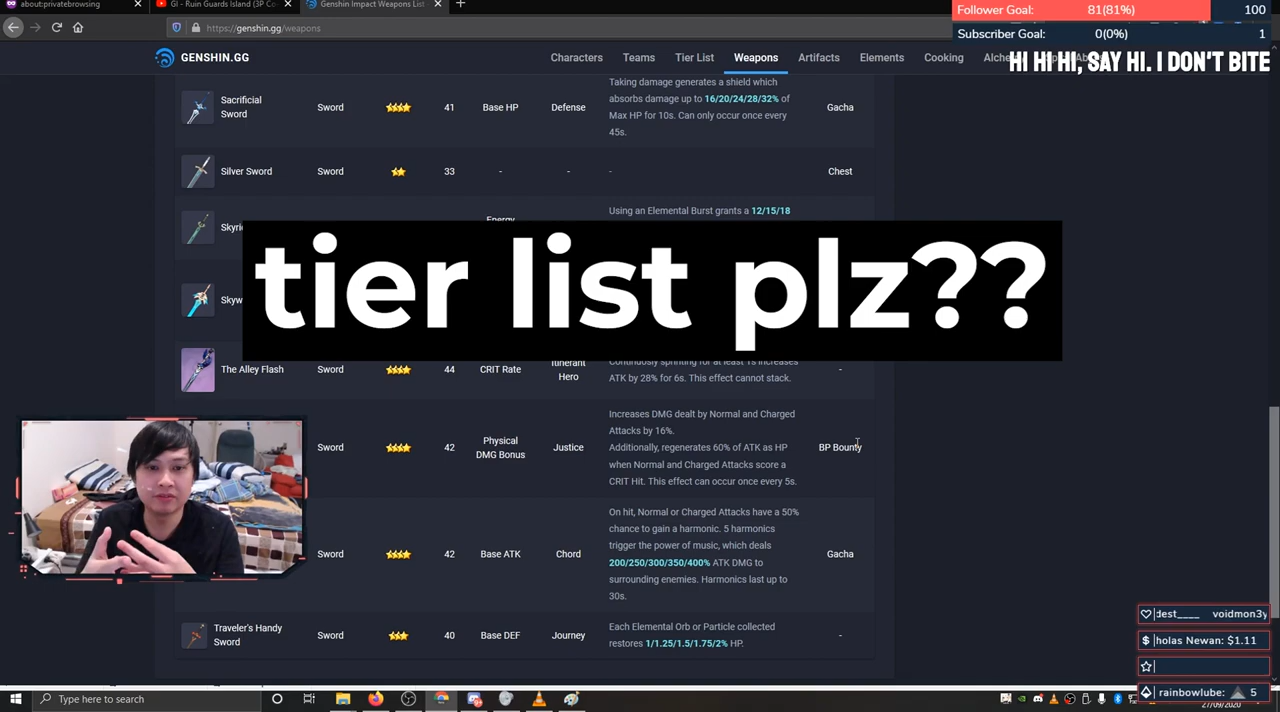 about:privatebrowsing
GI - Ruin Guards Island (3P Co
Genshin Impact Weapons List -
https://genshin.gg/weapons
Follower Goal: 81(81%) 100
Subscriber Goal: 0(0%) 1
HI HI HI, SAY HI. I DON'T BITE
GENSHIN.GG
Characters Teams Tier List Weapons Artifacts Elements Cooking Alche
Sacrificial
Sword
Sword 41 Base HP Defense
Taking damage generates a shield which
absorbs damage up to 16/20/24/28/32% of
Max HP for 10s. Can only occur once every
45s.
Gacha
Silver Sword Sword 33 - - - Chest
Skyri
Energy
Using an Elemental Burst grants a 12/15/18
tier list plz??
Skyw
The Alley Flash Sword 44 CRIT Rate
Itinerant
Hero
Continuously sprinting for at least 1s increases
ATK by 28% for 6s. This effect cannot stack.
-
Sword 42
Physical
DMG Bonus
Justice
Increases DMG dealt by Normal and Charged
Attacks by 16%.
Additionally, regenerates 60% of ATK as HP
when Normal and Charged Attacks score a
CRIT Hit. This effect can occur once every 5s.
BP Bounty
Sword 42 Base ATK Chord
On hit, Normal or Charged Attacks have a 50%
chance to gain a harmonic. 5 harmonics
trigger the power of music, which deals
200/250/300/350/400% ATK DMG to
surrounding enemies. Harmonics last up to
30s.
Gacha
Traveler's Handy
Sword
Sword 40 Base DEF Journey
Each Elemental Orb or Particle collected
restores 1/1.25/1.5/1.75/2% HP.
-
dest____ voidmon3y
$ holas Newan: $1.11
rainbowlube: 5
Type here to search
27/09/2020